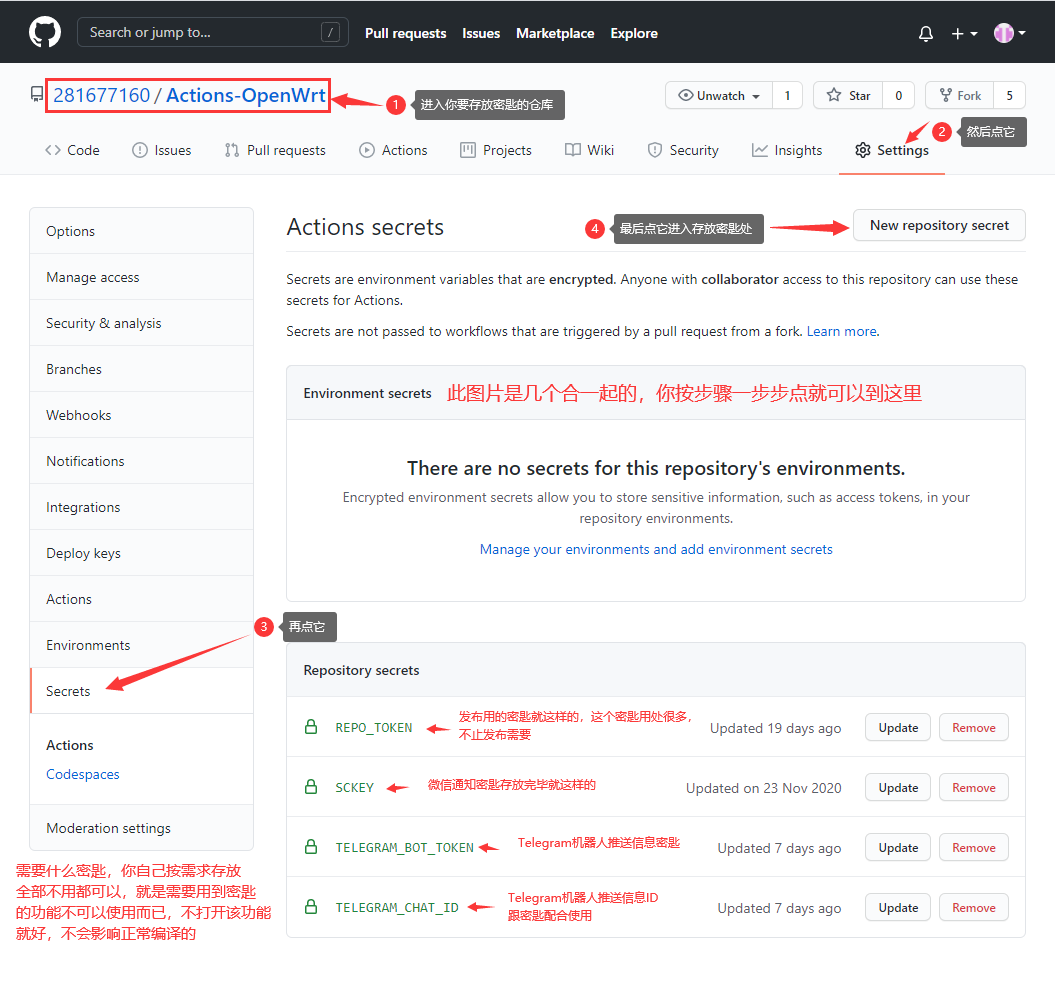 Search or jump to... /
Pull requests Issues Marketplace Explore
281677160 / Actions-OpenWrt
1 进入你要存放密匙的仓库
Unwatch 1
Star 0
Fork 5
2 然后点它
Code Issues Pull requests Actions Projects Wiki Security Insights Settings
Options
Manage access
Security & analysis
Branches
Webhooks
Notifications
Integrations
Deploy keys
Actions
Environments
Secrets
3 再点它
Actions
Codespaces
Moderation settings
需要什么密匙，你自己按需求存放
全部不用都可以，就是需要用到密匙
的功能不可以使用而已，不打开该功能
就好，不会影响正常编译的
Actions secrets
4 最后点它进入存放密匙处
New repository secret
Secrets are environment variables that are encrypted. Anyone with collaborator access to this repository can use these
secrets for Actions.
Secrets are not passed to workflows that are triggered by a pull request from a fork. Learn more.
Environment secrets 此图片是几个合一起的，你按步骤一步步点就可以到这里
There are no secrets for this repository's environments.
Encrypted environment secrets allow you to store sensitive information, such as access tokens, in your
repository environments.
Manage your environments and add environment secrets
Repository secrets
REPO_TOKEN
发布用的密匙就这样的，这个密匙用处很多，
不止发布需要
Updated 19 days ago Update Remove
SCKEY 微信通知密匙存放完毕就这样的 Updated on 23 Nov 2020 Update Remove
TELEGRAM_BOT_TOKEN Telegram机器人推送信息密匙 Updated 7 days ago Update Remove
TELEGRAM_CHAT_ID
Telegram机器人推送信息ID
跟密匙配合使用
Updated 7 days ago Update Remove